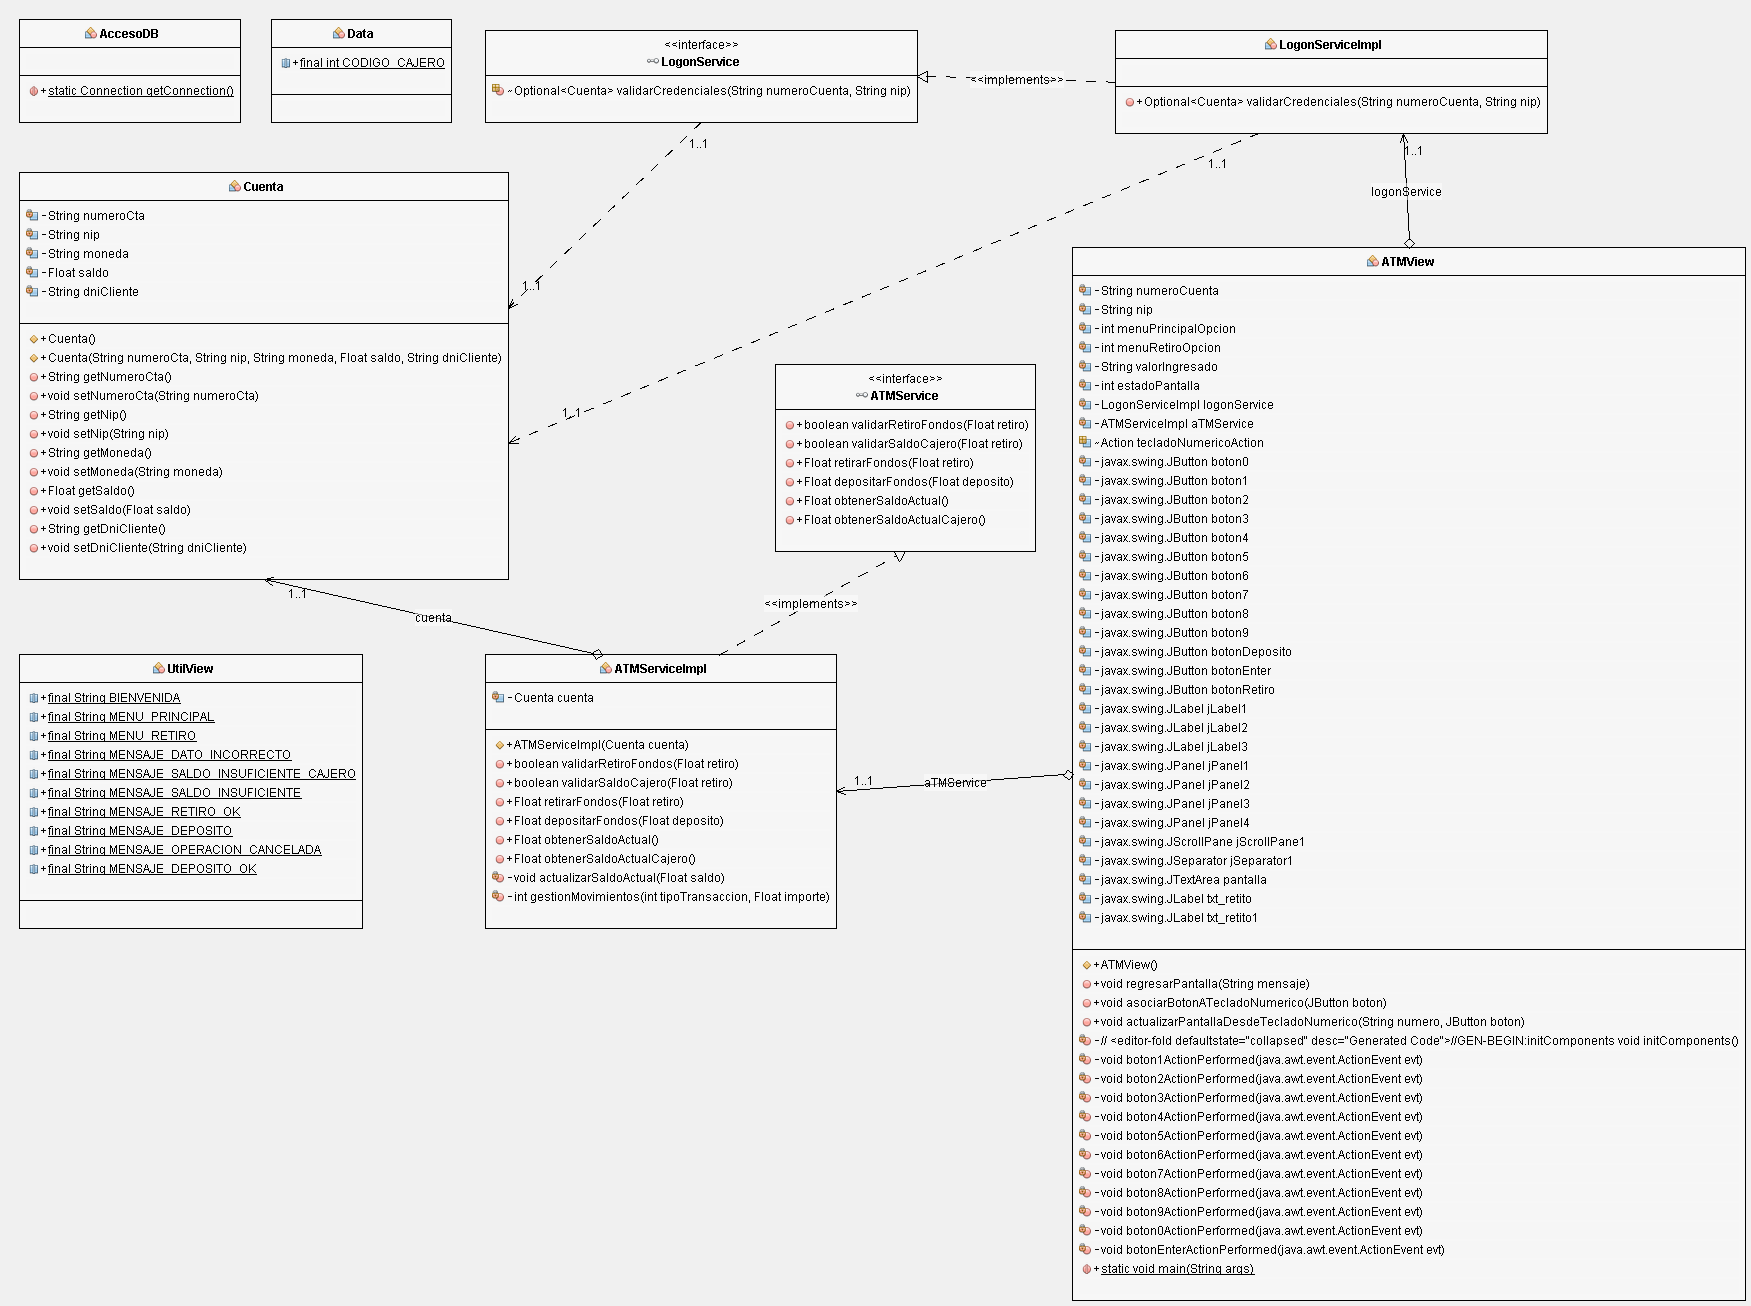 AccesoDB
+static Connection getConnection()
Data
+final int CODIGO_CAJERO
<<interface>>
LogonService
~Optional<Cuenta> validarCredenciales(String numeroCuenta, String nip)
<<implements>>
LogonServiceImpl
+Optional<Cuenta> validarCredenciales(String numeroCuenta, String nip)
1..1
1..1
1..1
logonService
Cuenta
-String numeroCta
-String nip
-String moneda
-Float saldo
-String dniCliente
+Cuenta()
+Cuenta(String numeroCta, String nip, String moneda, Float saldo, String dniCliente)
+String getNumeroCta()
+void setNumeroCta(String numeroCta)
+String getNip()
+void setNip(String nip)
+String getMoneda()
+void setMoneda(String moneda)
+Float getSaldo()
+void setSaldo(Float saldo)
+String getDniCliente()
+void setDniCliente(String dniCliente)
1..1
1..1
<<interface>>
ATMService
+boolean validarRetiroFondos(Float retiro)
+boolean validarSaldoCajero(Float retiro)
+Float retirarFondos(Float retiro)
+Float depositarFondos(Float deposito)
+Float obtenerSaldoActual()
+Float obtenerSaldoActualCajero()
<<implements>>
1..1
cuenta
UtilView
+final String BIENVENIDA
+final String MENU_PRINCIPAL
+final String MENU_RETIRO
+final String MENSAJE_DATO_INCORRECTO
+final String MENSAJE_SALDO_INSUFICIENTE_CAJERO
+final String MENSAJE_SALDO_INSUFICIENTE
+final String MENSAJE_RETIRO_OK
+final String MENSAJE_DEPOSITO
+final String MENSAJE_OPERACION_CANCELADA
+final String MENSAJE_DEPOSITO_OK
ATMServiceImpl
-Cuenta cuenta
+ATMServiceImpl(Cuenta cuenta)
+boolean validarRetiroFondos(Float retiro)
+boolean validarSaldoCajero(Float retiro)
+Float retirarFondos(Float retiro)
+Float depositarFondos(Float deposito)
+Float obtenerSaldoActual()
+Float obtenerSaldoActualCajero()
-void actualizarSaldoActual(Float saldo)
-int gestionMovimientos(int tipoTransaccion, Float importe)
1..1
aTMService
ATMView
-String numeroCuenta
-String nip
-int menuPrincipalOpcion
-int menuRetiroOpcion
-String valorIngresado
-int estadoPantalla
-LogonServiceImpl logonService
-ATMServiceImpl aTMService
~Action tecladoNumericoAction
-javax.swing.JButton boton0
-javax.swing.JButton boton1
-javax.swing.JButton boton2
-javax.swing.JButton boton3
-javax.swing.JButton boton4
-javax.swing.JButton boton5
-javax.swing.JButton boton6
-javax.swing.JButton boton7
-javax.swing.JButton boton8
-javax.swing.JButton boton9
-javax.swing.JButton botonDeposito
-javax.swing.JButton botonEnter
-javax.swing.JButton botonRetiro
-javax.swing.JLabel jLabel1
-javax.swing.JLabel jLabel2
-javax.swing.JLabel jLabel3
-javax.swing.JPanel jPanel1
-javax.swing.JPanel jPanel2
-javax.swing.JPanel jPanel3
-javax.swing.JPanel jPanel4
-javax.swing.JScrollPane jScrollPane1
-javax.swing.JSeparator jSeparator1
-javax.swing.JTextArea pantalla
-javax.swing.JLabel txt_retito
-javax.swing.JLabel txt_retito1
+ATMView()
+void regresarPantalla(String mensaje)
+void asociarBotonATecladoNumerico(JButton boton)
+void actualizarPantallaDesdeTecladoNumerico(String numero, JButton boton)
-// <editor-fold defaultstate="collapsed" desc="Generated Code">//GEN-BEGIN:initComponents void initComponents()
-void boton1ActionPerformed(java.awt.event.ActionEvent evt)
-void boton2ActionPerformed(java.awt.event.ActionEvent evt)
-void boton3ActionPerformed(java.awt.event.ActionEvent evt)
-void boton4ActionPerformed(java.awt.event.ActionEvent evt)
-void boton5ActionPerformed(java.awt.event.ActionEvent evt)
-void boton6ActionPerformed(java.awt.event.ActionEvent evt)
-void boton7ActionPerformed(java.awt.event.ActionEvent evt)
-void boton8ActionPerformed(java.awt.event.ActionEvent evt)
-void boton9ActionPerformed(java.awt.event.ActionEvent evt)
-void boton0ActionPerformed(java.awt.event.ActionEvent evt)
-void botonEnterActionPerformed(java.awt.event.ActionEvent evt)
+static void main(String args)